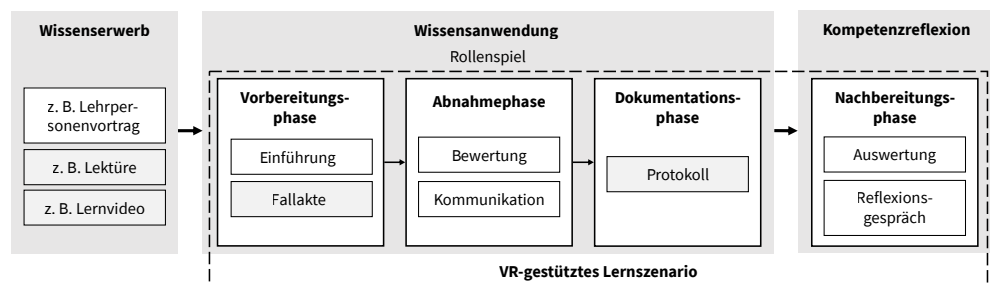 Wissenserwerb
z. B. Lehrper-
sonenvortrag
z. B. Lektüre
z. B. Lernvideo
Wissensanwendung
Rollenspiel
Vorbereitungs-
phase
Einführung
Fallakte
Abnahmephase
Bewertung
Kommunikation
Dokumentations-
phase
Protokoll
Kompetenzreflexion
Nachbereitungs-
phase
Auswertung
Reflexions-
gespräch
VR-gestütztes Lernszenario